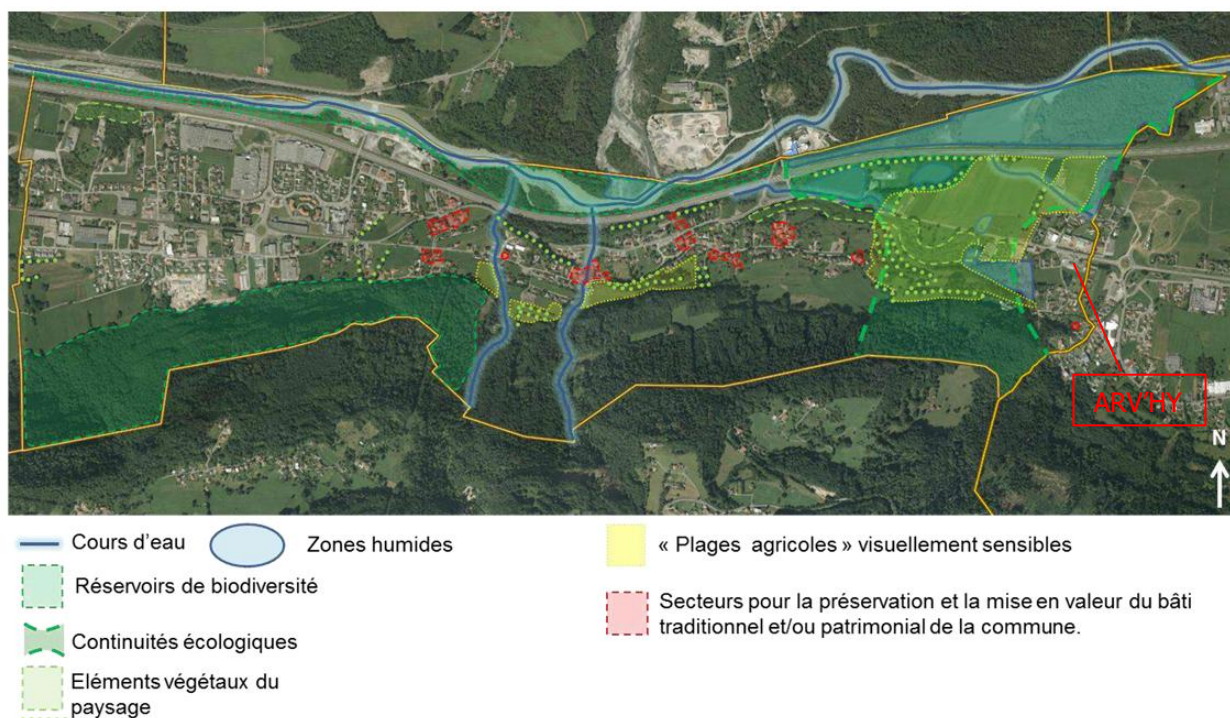 ARV'HY
N
Cours d'eau
Zones humides
Réservoirs de biodiversité
Continuités écologiques
Eléments végétaux du
paysage
« Plages agricoles » visuellement sensibles
Secteurs pour la préservation et la mise en valeur du bâti
traditionnel et/ou patrimonial de la commune.